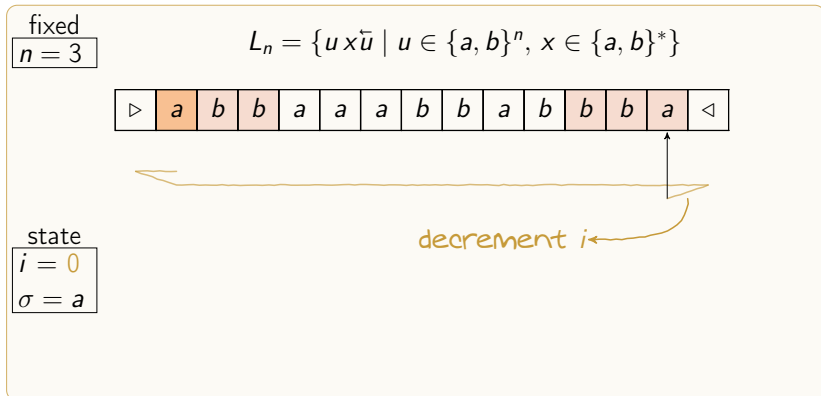 fixed
n = 3
L_n = {u x u⃖ | u ∈ {a, b}^n, x ∈ {a, b}*}
▷ a b b a a a b b a b b b a ◁
decrement i
state
i = 0
σ = a